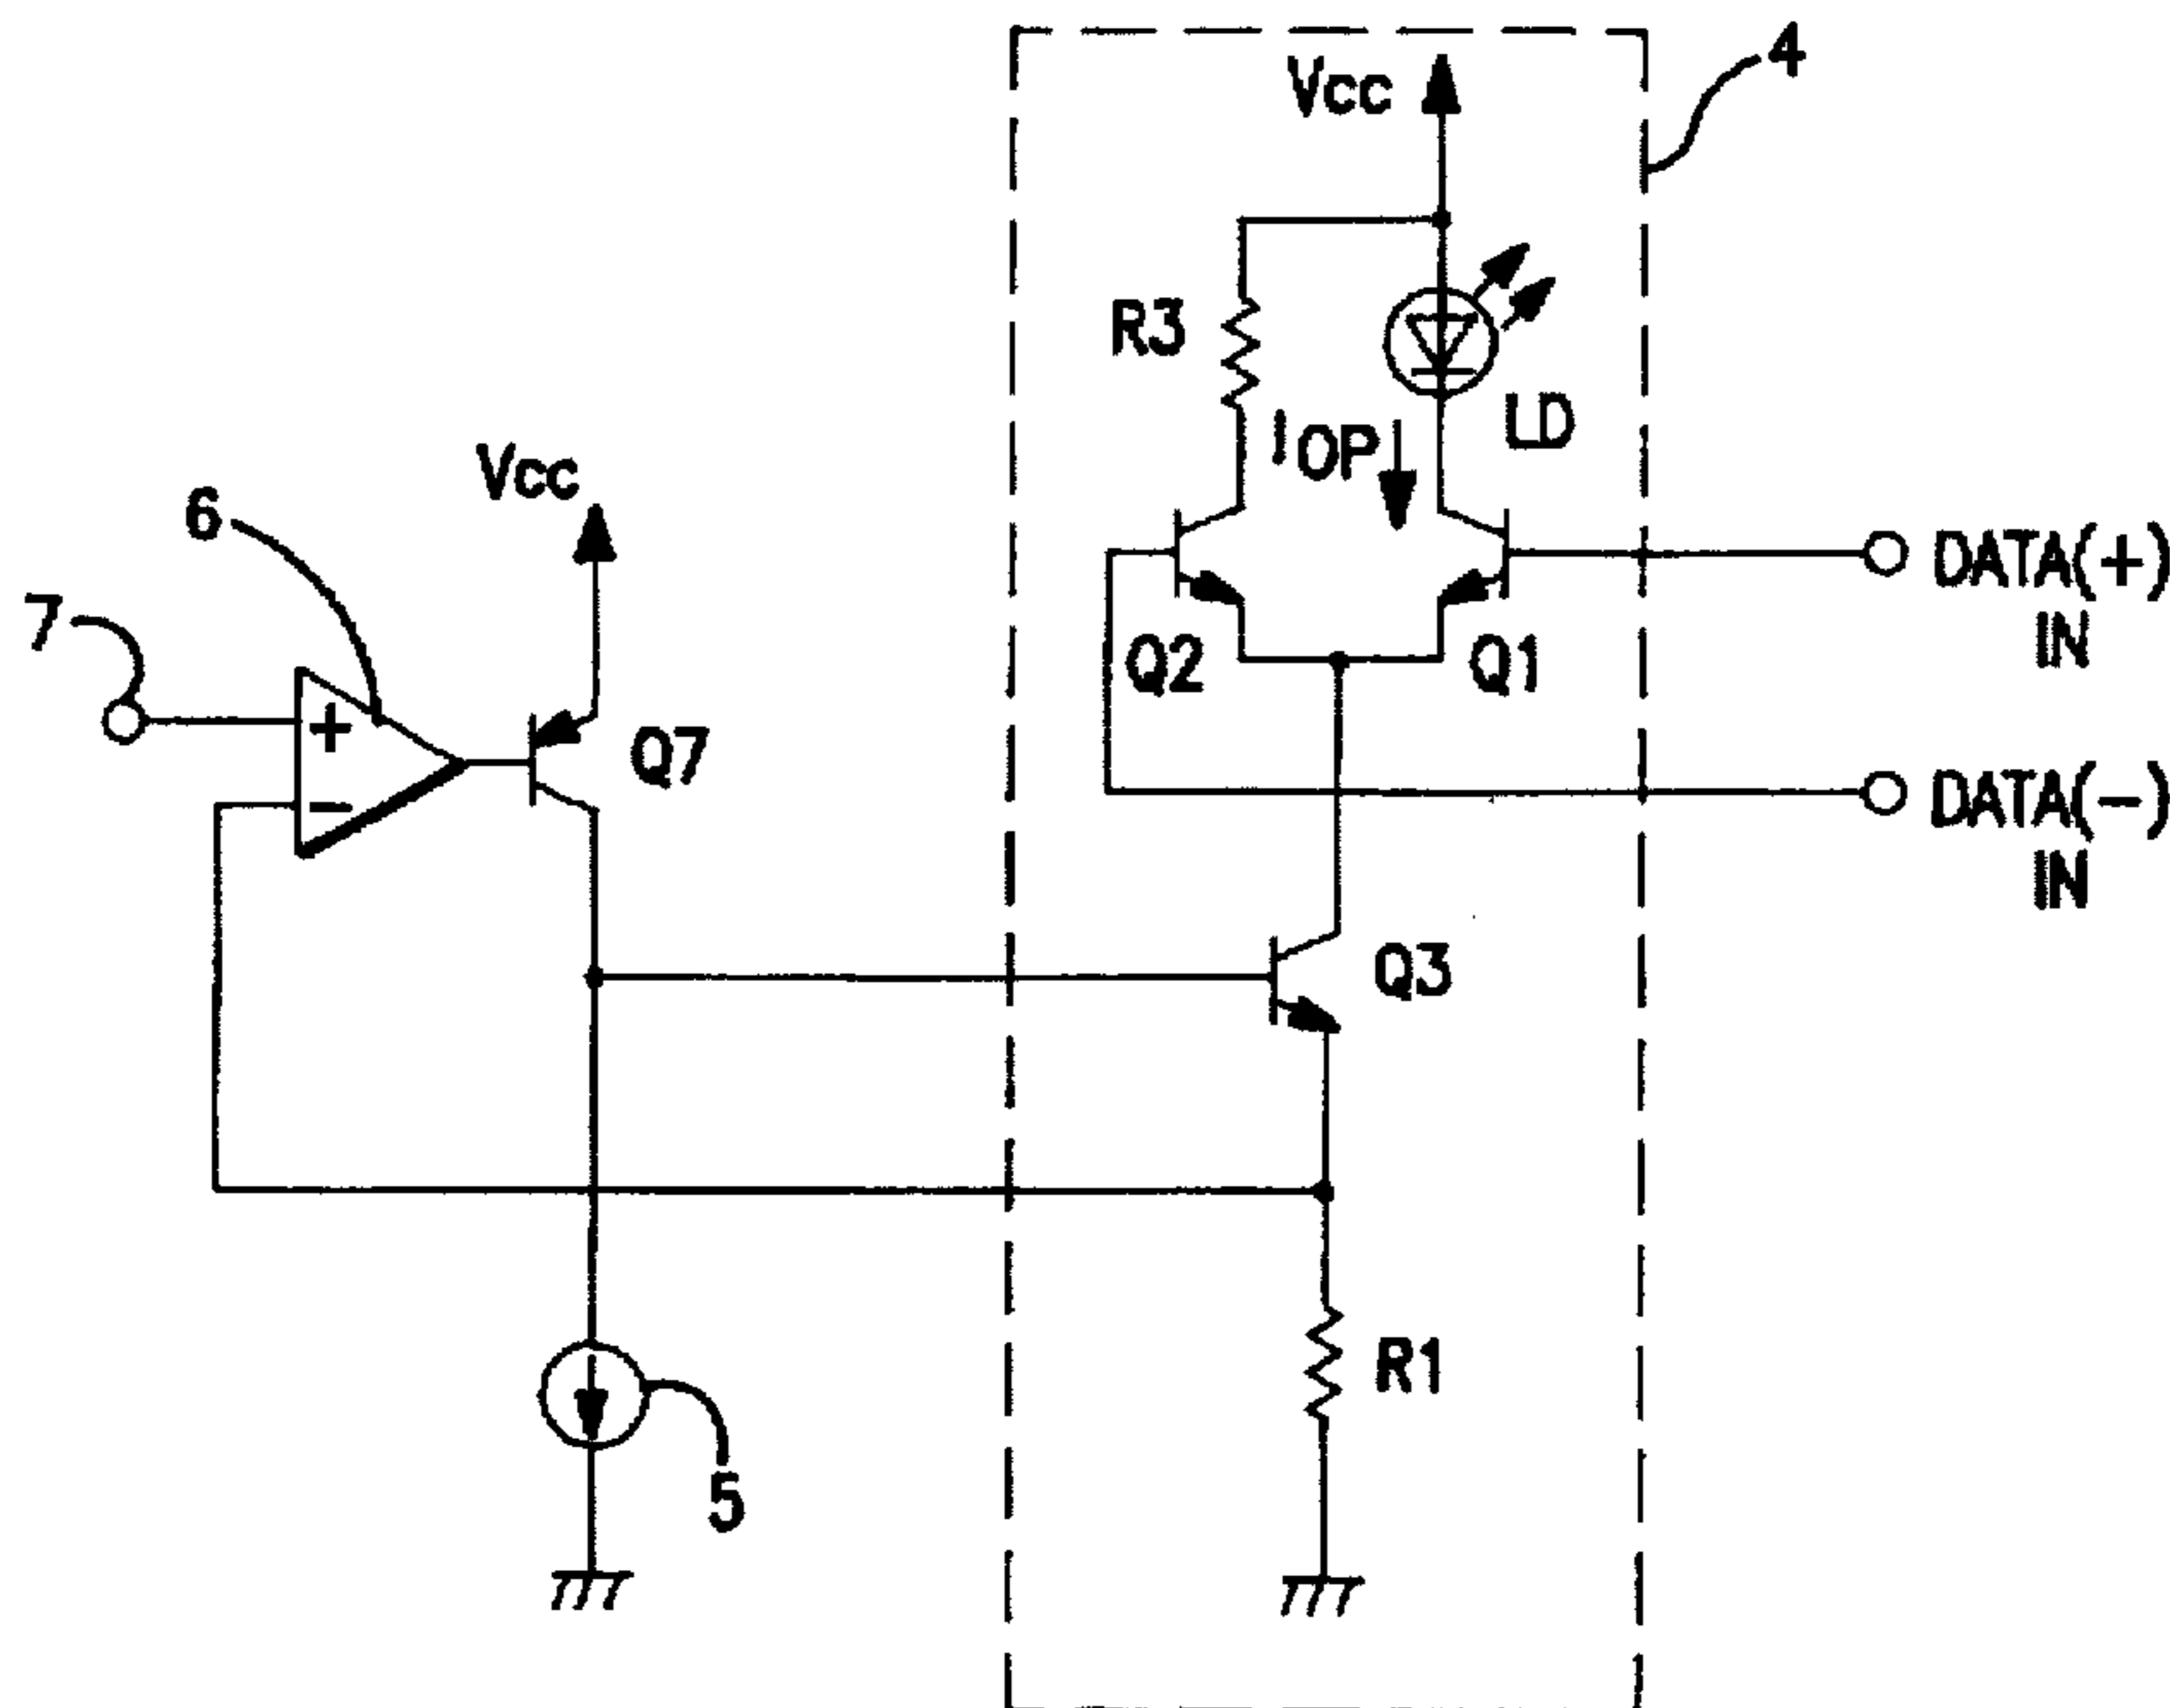 4
Vcc
R3
LD
IOP
Vcc
6
7
DATA(+)
IN
Q2
Q1
+
Q7
−
DATA(−)
IN
Q3
R1
5